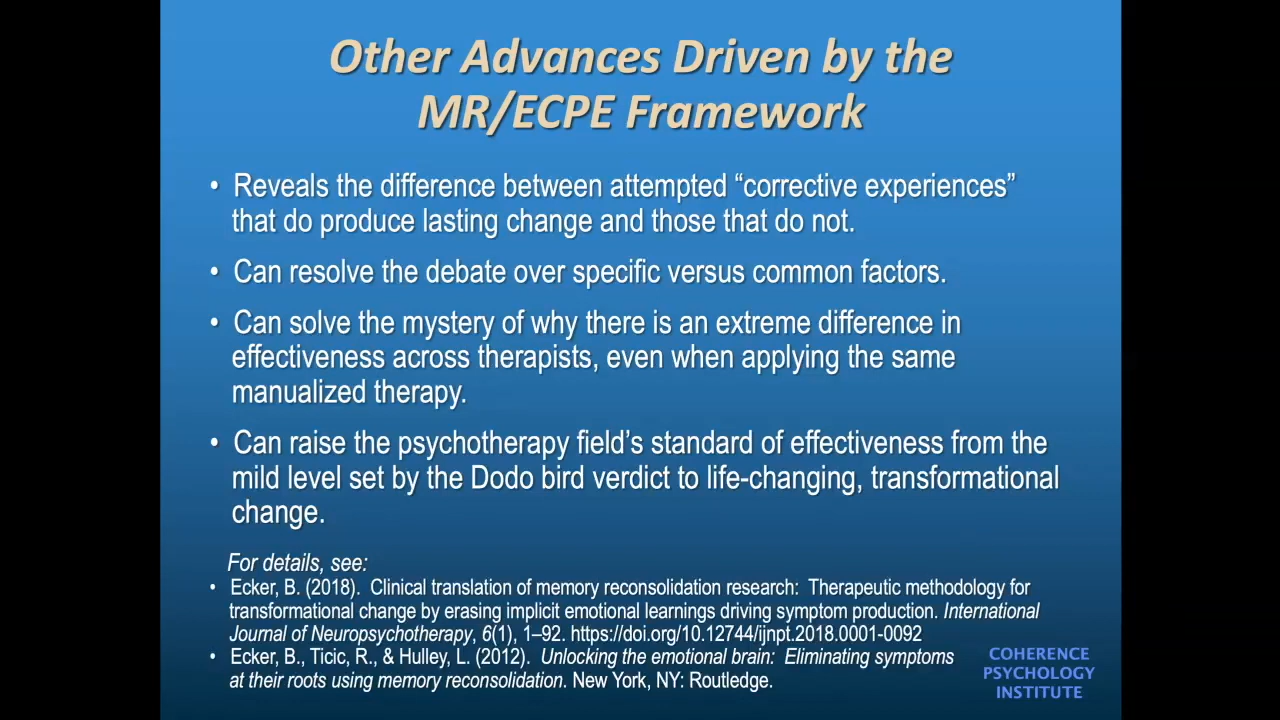 Other Advances Driven by the
MR/ECPE Framework
• Reveals the difference between attempted “corrective experiences”
that do produce lasting change and those that do not.
• Can resolve the debate over specific versus common factors.
• Can solve the mystery of why there is an extreme difference in
effectiveness across therapists, even when applying the same
manualized therapy.
• Can raise the psychotherapy field’s standard of effectiveness from the
mild level set by the Dodo bird verdict to life-changing, transformational
change.
For details, see:
• Ecker, B. (2018). Clinical translation of memory reconsolidation research: Therapeutic methodology for
transformational change by erasing implicit emotional learnings driving symptom production. International
Journal of Neuropsychotherapy, 6(1), 1–92. https://doi.org/10.12744/ijnpt.2018.0001-0092
• Ecker, B., Ticic, R., & Hulley, L. (2012). Unlocking the emotional brain: Eliminating symptoms
at their roots using memory reconsolidation. New York, NY: Routledge.
COHERENCE
PSYCHOLOGY
INSTITUTE